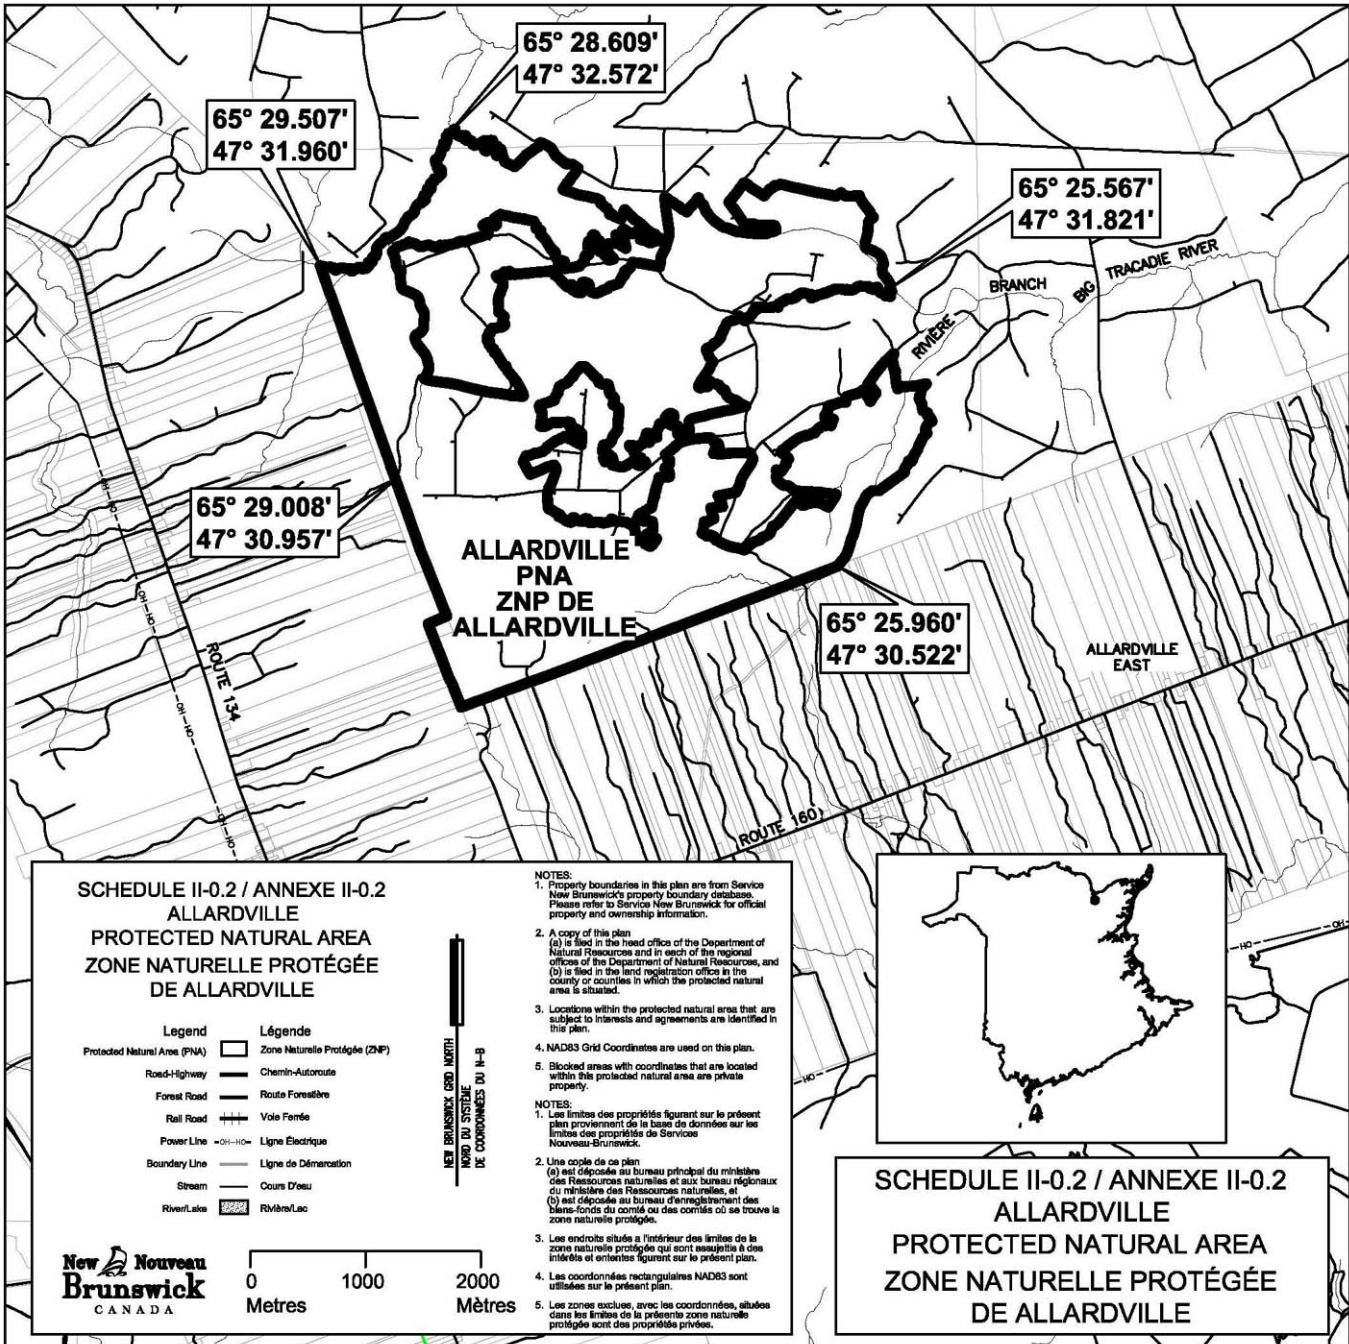 65° 28.609'
47° 32.572'
65° 29.507'
47° 31.960'
65° 25.567'
47° 31.821'
BRANCH
BIG TRACADIE RIVER
RIVIÈRE
65° 29.008'
47° 30.957'
ALLARDVILLE
PNA
ZNP DE
ALLARDVILLE
65° 25.960'
47° 30.522'
ALLARDVILLE
EAST
ROUTE 134
ROUTE 160
OH-HO
SCHEDULE II-0.2 / ANNEXE II-0.2
ALLARDVILLE
PROTECTED NATURAL AREA
ZONE NATURELLE PROTÉGÉE
DE ALLARDVILLE
Legend Légende
Protected Natural Area (PNA) Zone Naturelle Protégée (ZNP)
Road-Highway Chemin-Autoroute
Forest Road Route Forestière
Rail Road Voie Ferrée
Power Line -OH-HO- Ligne Électrique
Boundary Line Ligne de Démarcation
Stream Cours D'eau
River/Lake Rivière/Lac
NEW BRUNSWICK GRID NORTH
NORD DU SYSTÈME
DE COORDONNÉES DU N-B
New Nouveau
Brunswick
CANADA
0 1000 2000
Metres Mètres
NOTES:
1. Property boundaries in this plan are from Service
New Brunswick's property boundary database.
Please refer to Service New Brunswick for official
property and ownership information.
2. A copy of this plan
(a) is filed in the head office of the Department of
Natural Resources and in each of the regional
offices of the Department of Natural Resources, and
(b) is filed in the land registration office in the
county or counties in which the protected natural
area is situated.
3. Locations within the protected natural area that are
subject to interests and agreements are identified in
this plan.
4. NAD83 Grid Coordinates are used on this plan.
5. Blocked areas with coordinates that are located
within this protected natural area are private
property.
NOTES:
1. Les limites des propriétés figurant sur le présent
plan proviennent de la base de données sur les
limites des propriétés de Services
Nouveau-Brunswick.
2. Une copie de ce plan
(a) est déposée au bureau principal du ministère
des Ressources naturelles et aux bureau régionaux
du ministère des Ressources naturelles, et
(b) est déposée au bureau d'enregistrement des
biens-fonds du comté ou des comtés où se trouve la
zone naturelle protégée.
3. Les endroits situés a l'intérieur des limites de la
zone naturelle protégée qui sont assujettis à des
intérêts et ententes figurent sur le présent plan.
4. Les coordonnées rectangulaires NAD83 sont
utilisées sur le présent plan.
5. Les zones exclues, avec les coordonnées, situées
dans les limites de la présente zone naturelle
protégée sont des propriétés privées.
SCHEDULE II-0.2 / ANNEXE II-0.2
ALLARDVILLE
PROTECTED NATURAL AREA
ZONE NATURELLE PROTÉGÉE
DE ALLARDVILLE